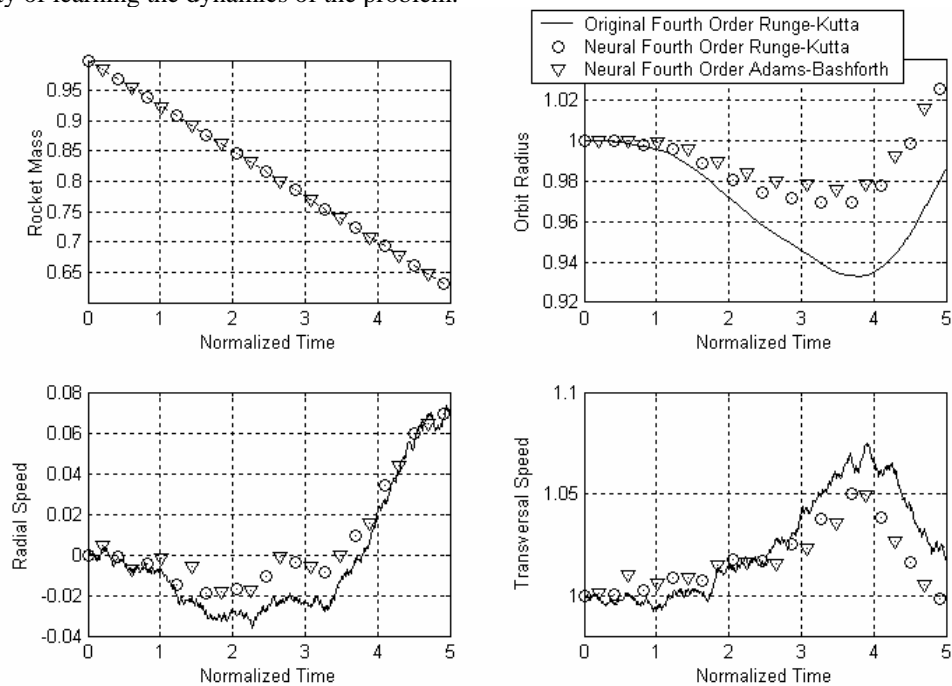 ty of learning the dynamics of the problem.
Original Fourth Order Runge-Kutta
Neural Fourth Order Runge-Kutta
Neural Fourth Order Adams-Bashforth
0.95
0.9
0.85
0.8
0.75
0.7
0.65
Rocket Mass
0 1 2 3 4 5
Normalized Time
1.02
1
0.98
0.96
0.94
0.92
Orbit Radius
0 1 2 3 4 5
Normalized Time
0.08
0.06
0.04
0.02
0
-0.02
-0.04
Radial Speed
0 1 2 3 4 5
Normalized Time
1.1
1.05
1
Transversal Speed
0 1 2 3 4 5
Normalized Time